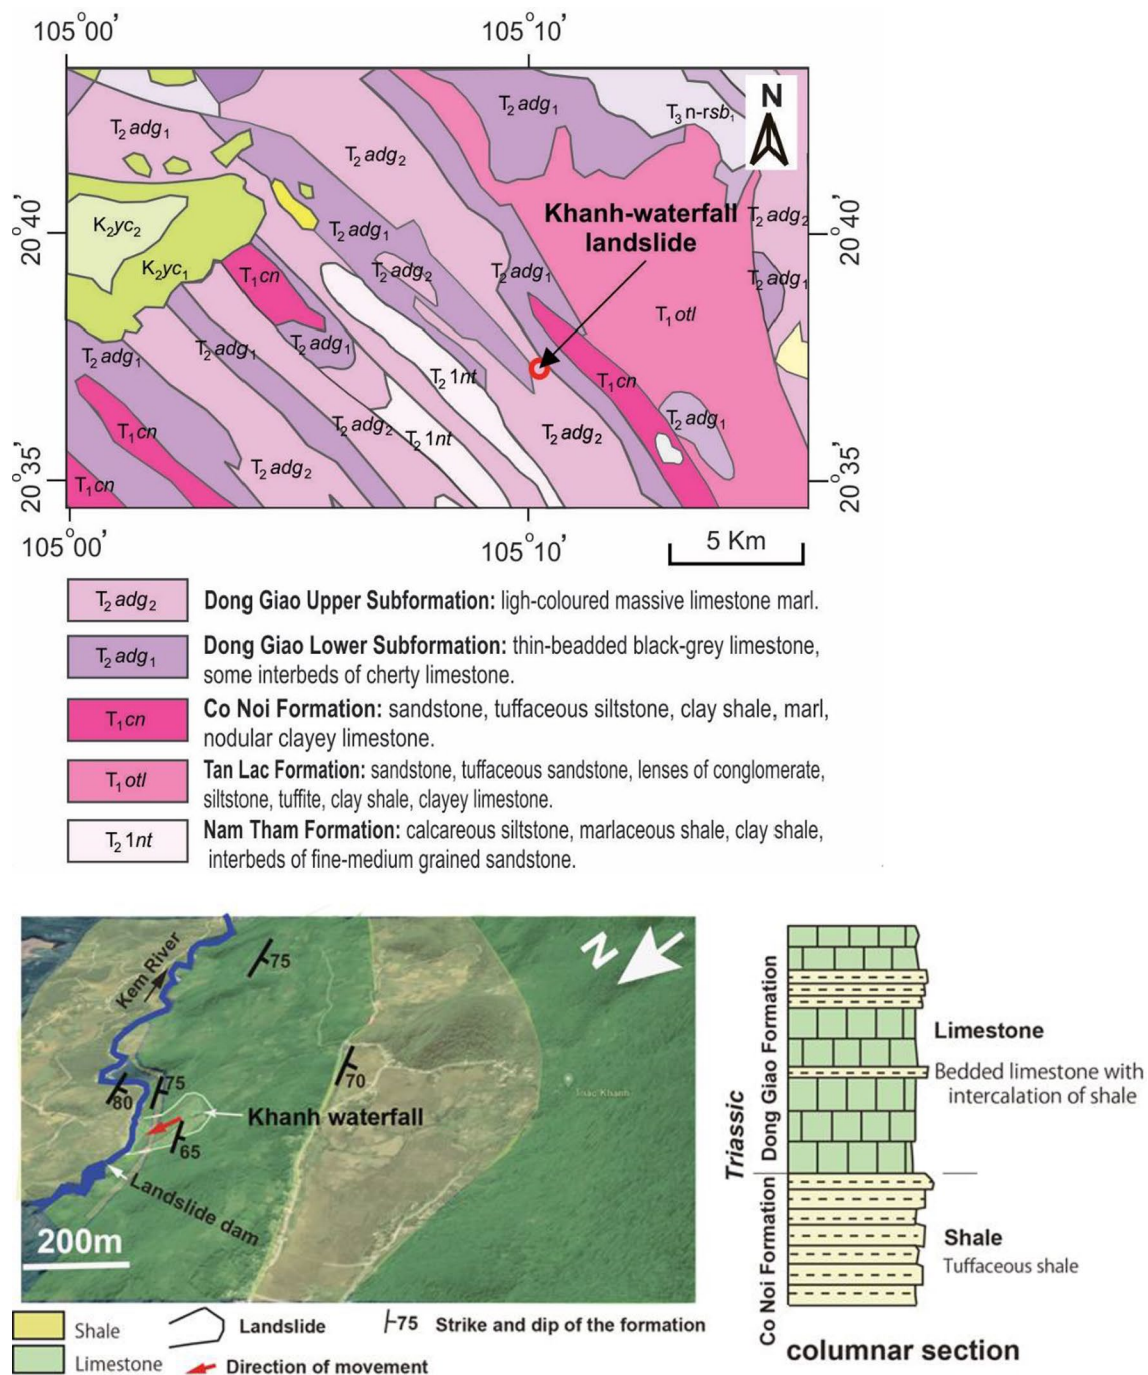 105°00'
105°10'
T₂adg₁
T₂adg₁
T₃n-rsb₁
N
T₂adg₂
K₂yc₂
Khanh-waterfall
landslide
T₂adg₂
20°40'
20°40'
T₂adg₁
K₂yc₁
T₁cn
T₂adg₂
T₂adg₁
T₂adg₁
T₁otl
T₂adg₁
T₂adg₁
T₂adg₁
T₂1nt
T₁cn
T₂adg₁
T₁cn
T₂adg₂
T₂1nt
T₂adg₂
T₂adg₂
T₁cn
20°35'
20°35'
105°00'
105°10'
5 Km
T₂adg₂ Dong Giao Upper Subformation: ligh-coloured massive limestone marl.
T₂adg₁ Dong Giao Lower Subformation: thin-beadded black-grey limestone,
some interbeds of cherty limestone.
T₁cn Co Noi Formation: sandstone, tuffaceous siltstone, clay shale, marl,
nodular clayey limestone.
T₁otl Tan Lac Formation: sandstone, tuffaceous sandstone, lenses of conglomerate,
siltstone, tuffite, clay shale, clayey limestone.
T₂1nt Nam Tham Formation: calcareous siltstone, marlaceous shale, clay shale,
interbeds of fine-medium grained sandstone.
Kem River
75
N
75
80
70
Khanh waterfall
65
Landslide dam
200m
Shale
Landslide
75 Strike and dip of the formation
Limestone
Direction of movement
Triassic
Dong Giao Formation
Co Noi Formation
Limestone
Bedded limestone with
intercalation of shale
Shale
Tuffaceous shale
columnar section